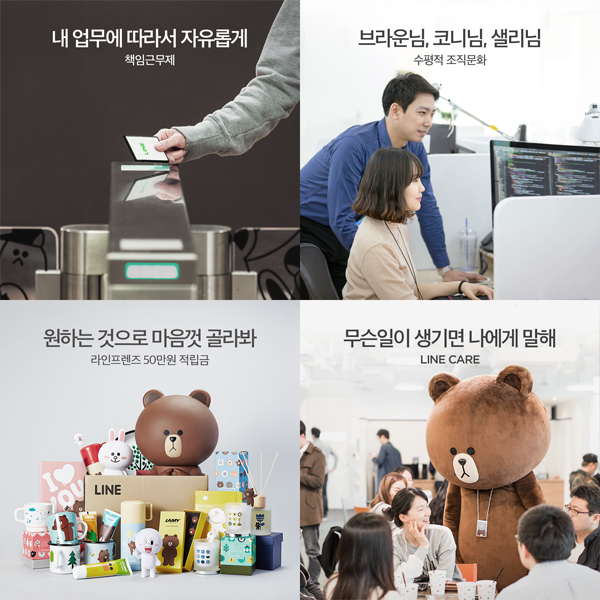 내 업무에 따라서 자유롭게
책임근무제
LINE
브라운님, 코니님, 샐리님
수평적 조직문화
원하는 것으로 마음껏 골라봐
라인프렌즈 50만원 적립금
I ♥
YOU
LINE
LAMY
무슨일이 생기면 나에게 말해
LINE CARE